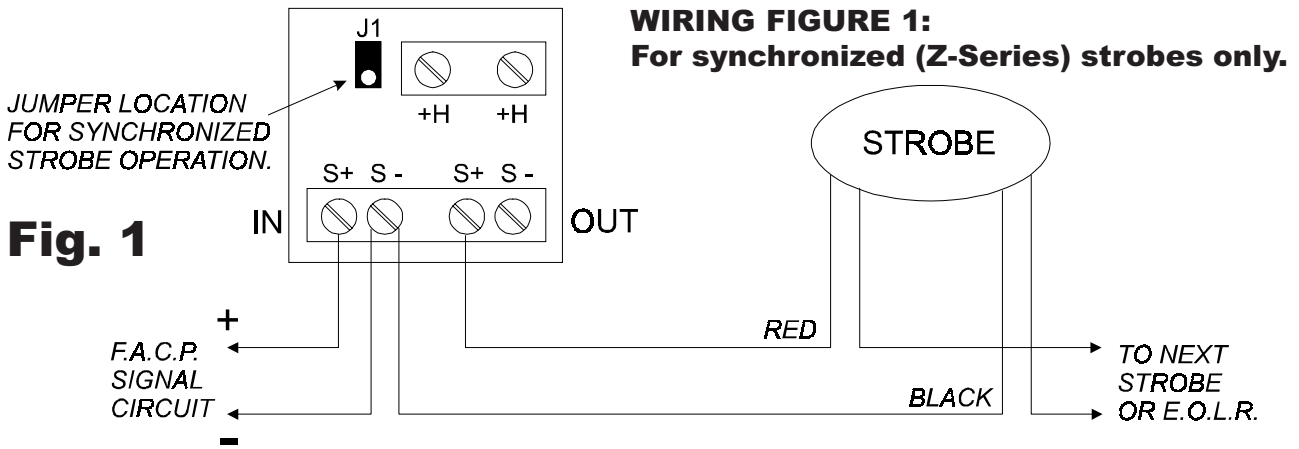 WIRING FIGURE 1:
For synchronized (Z-Series) strobes only.
J1
JUMPER LOCATION
FOR SYNCHRONIZED
STROBE OPERATION.
+H +H
STROBE
S+ S - S+ S -
IN OUT
Fig. 1
+
F.A.C.P.
SIGNAL
CIRCUIT
-
RED
BLACK
TO NEXT
STROBE
OR E.O.L.R.